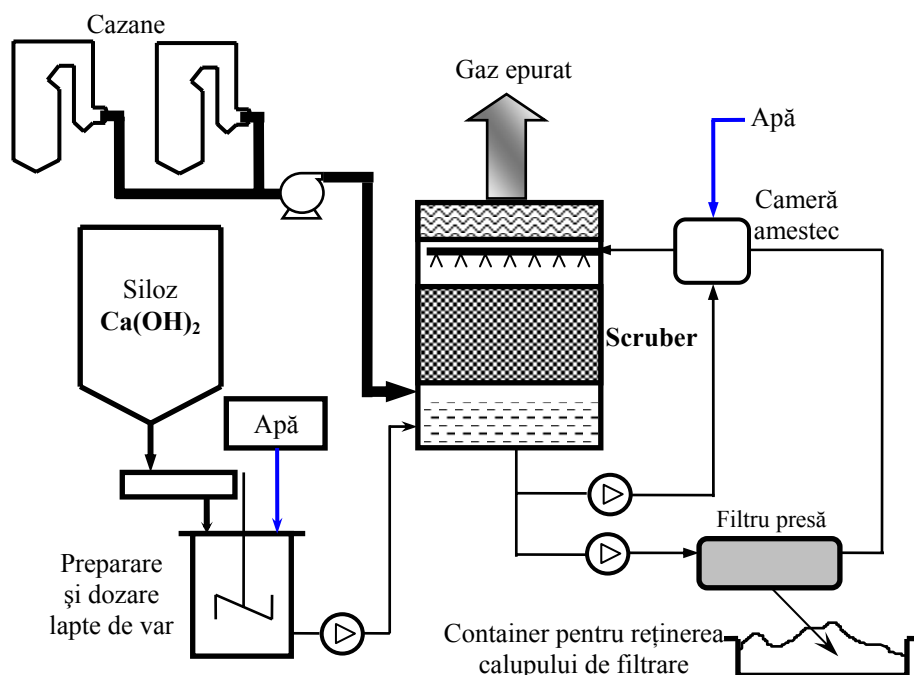 Cazane
Gaz epurat
Apă
Cameră
amestec
Siloz
Ca(OH)2
Scruber
Apă
Filtru presă
Preparare
şi dozare
lapte de var
Container pentru reținerea
calupului de filtrare